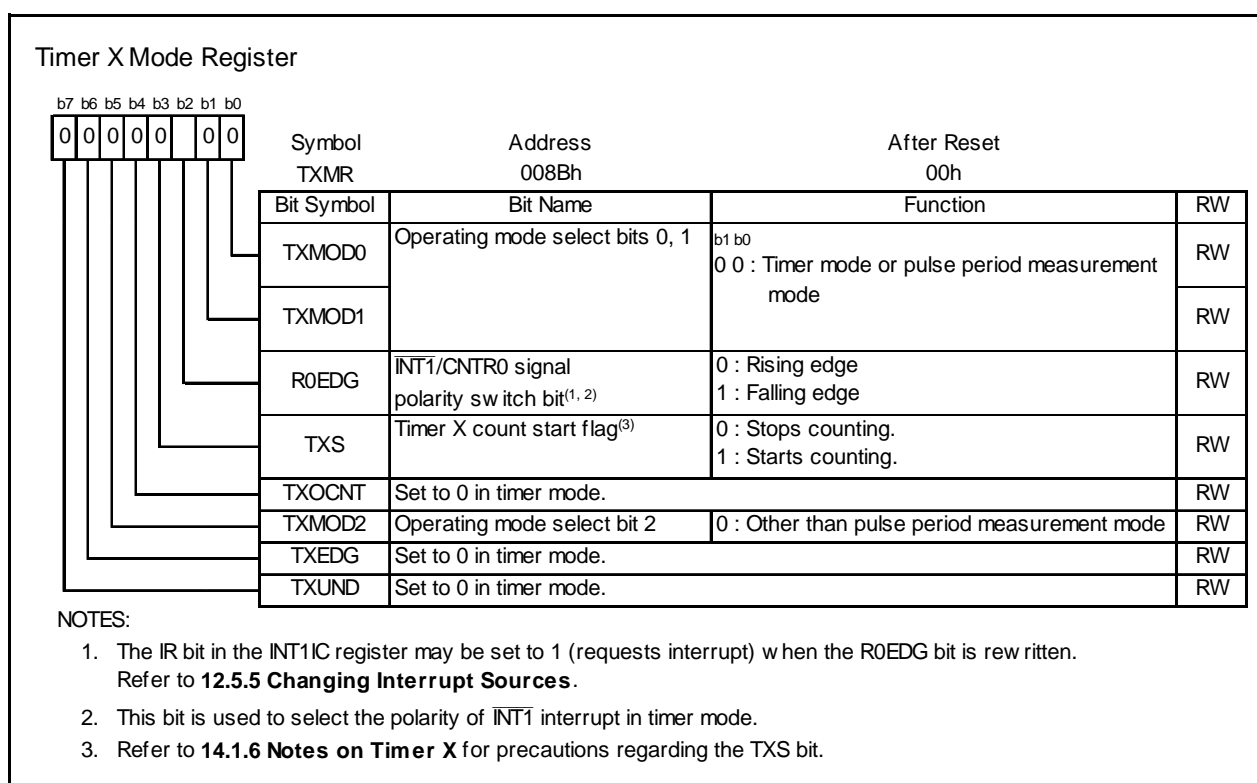 Timer X Mode Register
b7 b6 b5 b4 b3 b2 b1 b0
0 0 0 0 0 0 0
Symbol Address After Reset
TXMR 008Bh 00h
Bit Symbol Bit Name Function RW
TXMOD0 Operating mode select bits 0, 1 b1 b0 RW
0 0 : Timer mode or pulse period measurement
mode
TXMOD1 RW
R0EDG INT1/CNTR0 signal 0 : Rising edge RW
polarity switch bit(1, 2) 1 : Falling edge
TXS Timer X count start flag(3) 0 : Stops counting. RW
1 : Starts counting.
TXOCNT Set to 0 in timer mode. RW
TXMOD2 Operating mode select bit 2 0 : Other than pulse period measurement mode RW
TXEDG Set to 0 in timer mode. RW
TXUND Set to 0 in timer mode. RW
NOTES:
1. The IR bit in the INT1IC register may be set to 1 (requests interrupt) when the R0EDG bit is rewritten.
Refer to 12.5.5 Changing Interrupt Sources.
2. This bit is used to select the polarity of INT1 interrupt in timer mode.
3. Refer to 14.1.6 Notes on Timer X for precautions regarding the TXS bit.